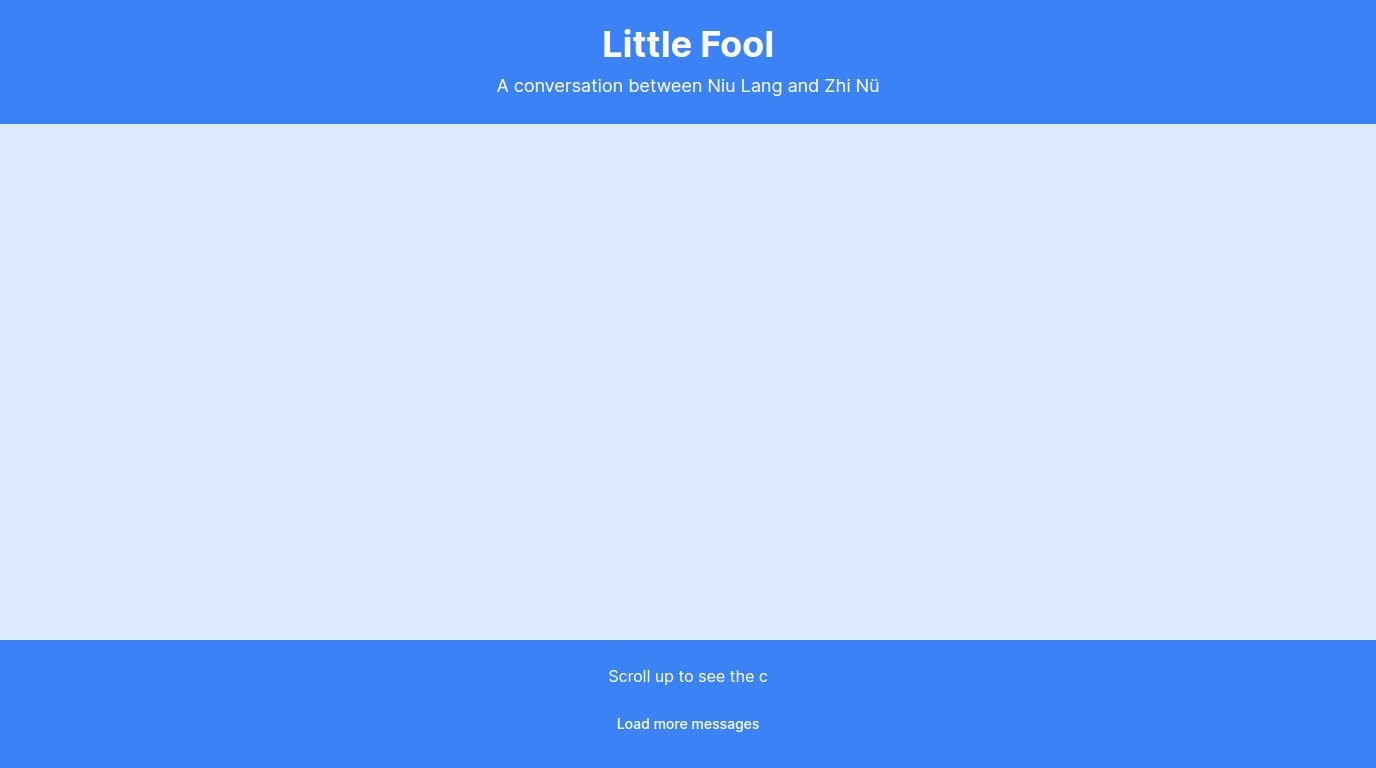 Little Fool
A conversation between Niu Lang and Zhi Nü
Scroll up to see the c
Load more messages